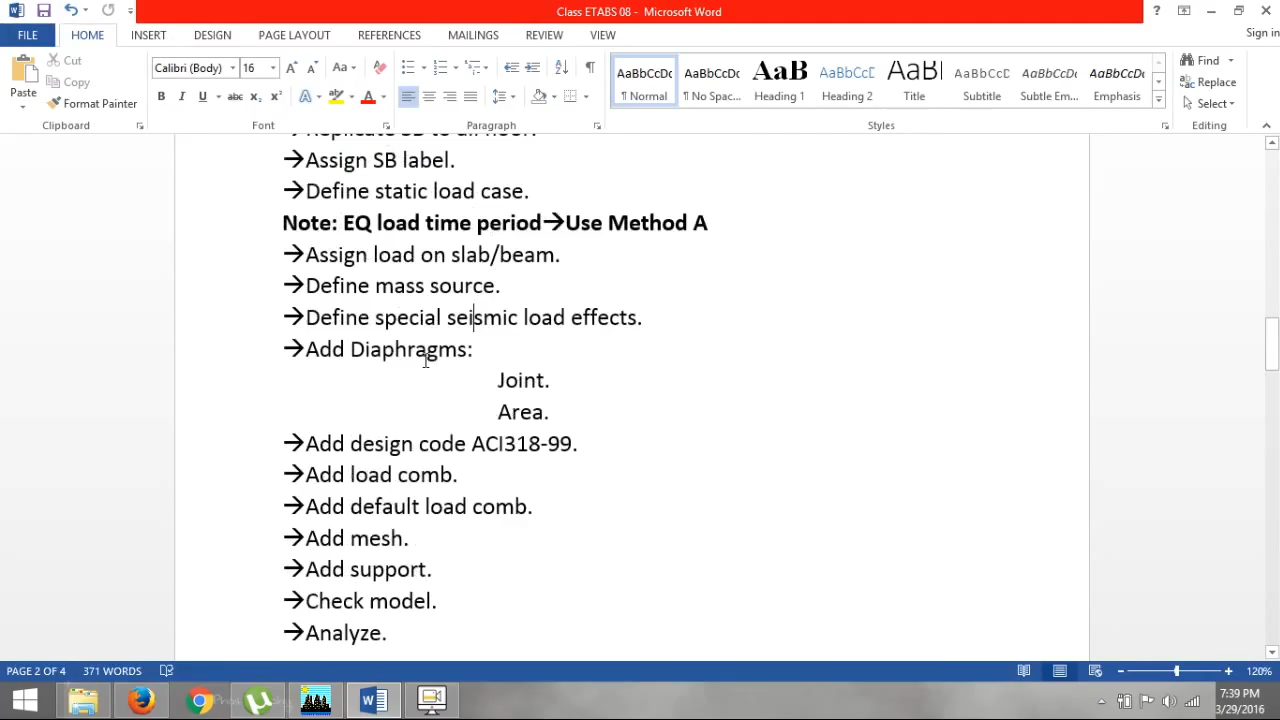 Class ETABS 08 - Microsoft Word
FILE HOME INSERT DESIGN PAGE LAYOUT REFERENCES MAILINGS REVIEW VIEW Sign in
Paste
Cut
Copy
Format Painter
Calibri (Body) 16 Aa
B I U abc x₂ x² A A
AaBbCcDc AaBbCcDc AaB AaBbCcD AaBl AaBbCcD AaBbCcDc AaBbCcDc
¶ Normal ¶ No Spac... Heading 1 Heading 2 Title Subtitle Subtle Em... Emphasis
Find
Replace
Select
Clipboard Font Paragraph Styles Editing
→Assign SB label.
→Define static load case.
Note: EQ load time period→Use Method A
→Assign load on slab/beam.
→Define mass source.
→Define special seismic load effects.
→Add Diaphragms:
Joint.
Area.
→Add design code ACI318-99.
→Add load comb.
→Add default load comb.
→Add mesh.
→Add support.
→Check model.
→Analyze.
PAGE 2 OF 4 371 WORDS 120%
7:39 PM
3/29/2016